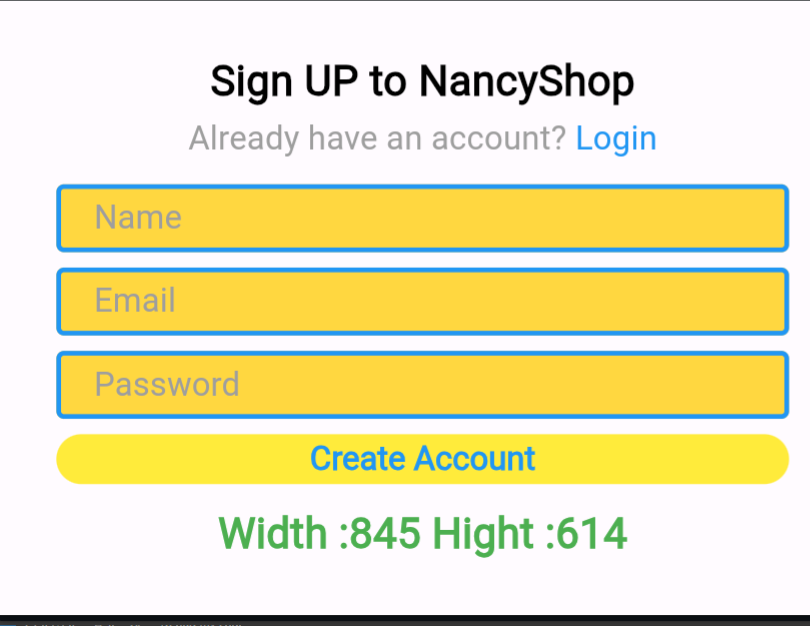 Sign UP to NancyShop
Already have an account? Login
Name
Email
Password
Create Account
Width :845 Hight :614